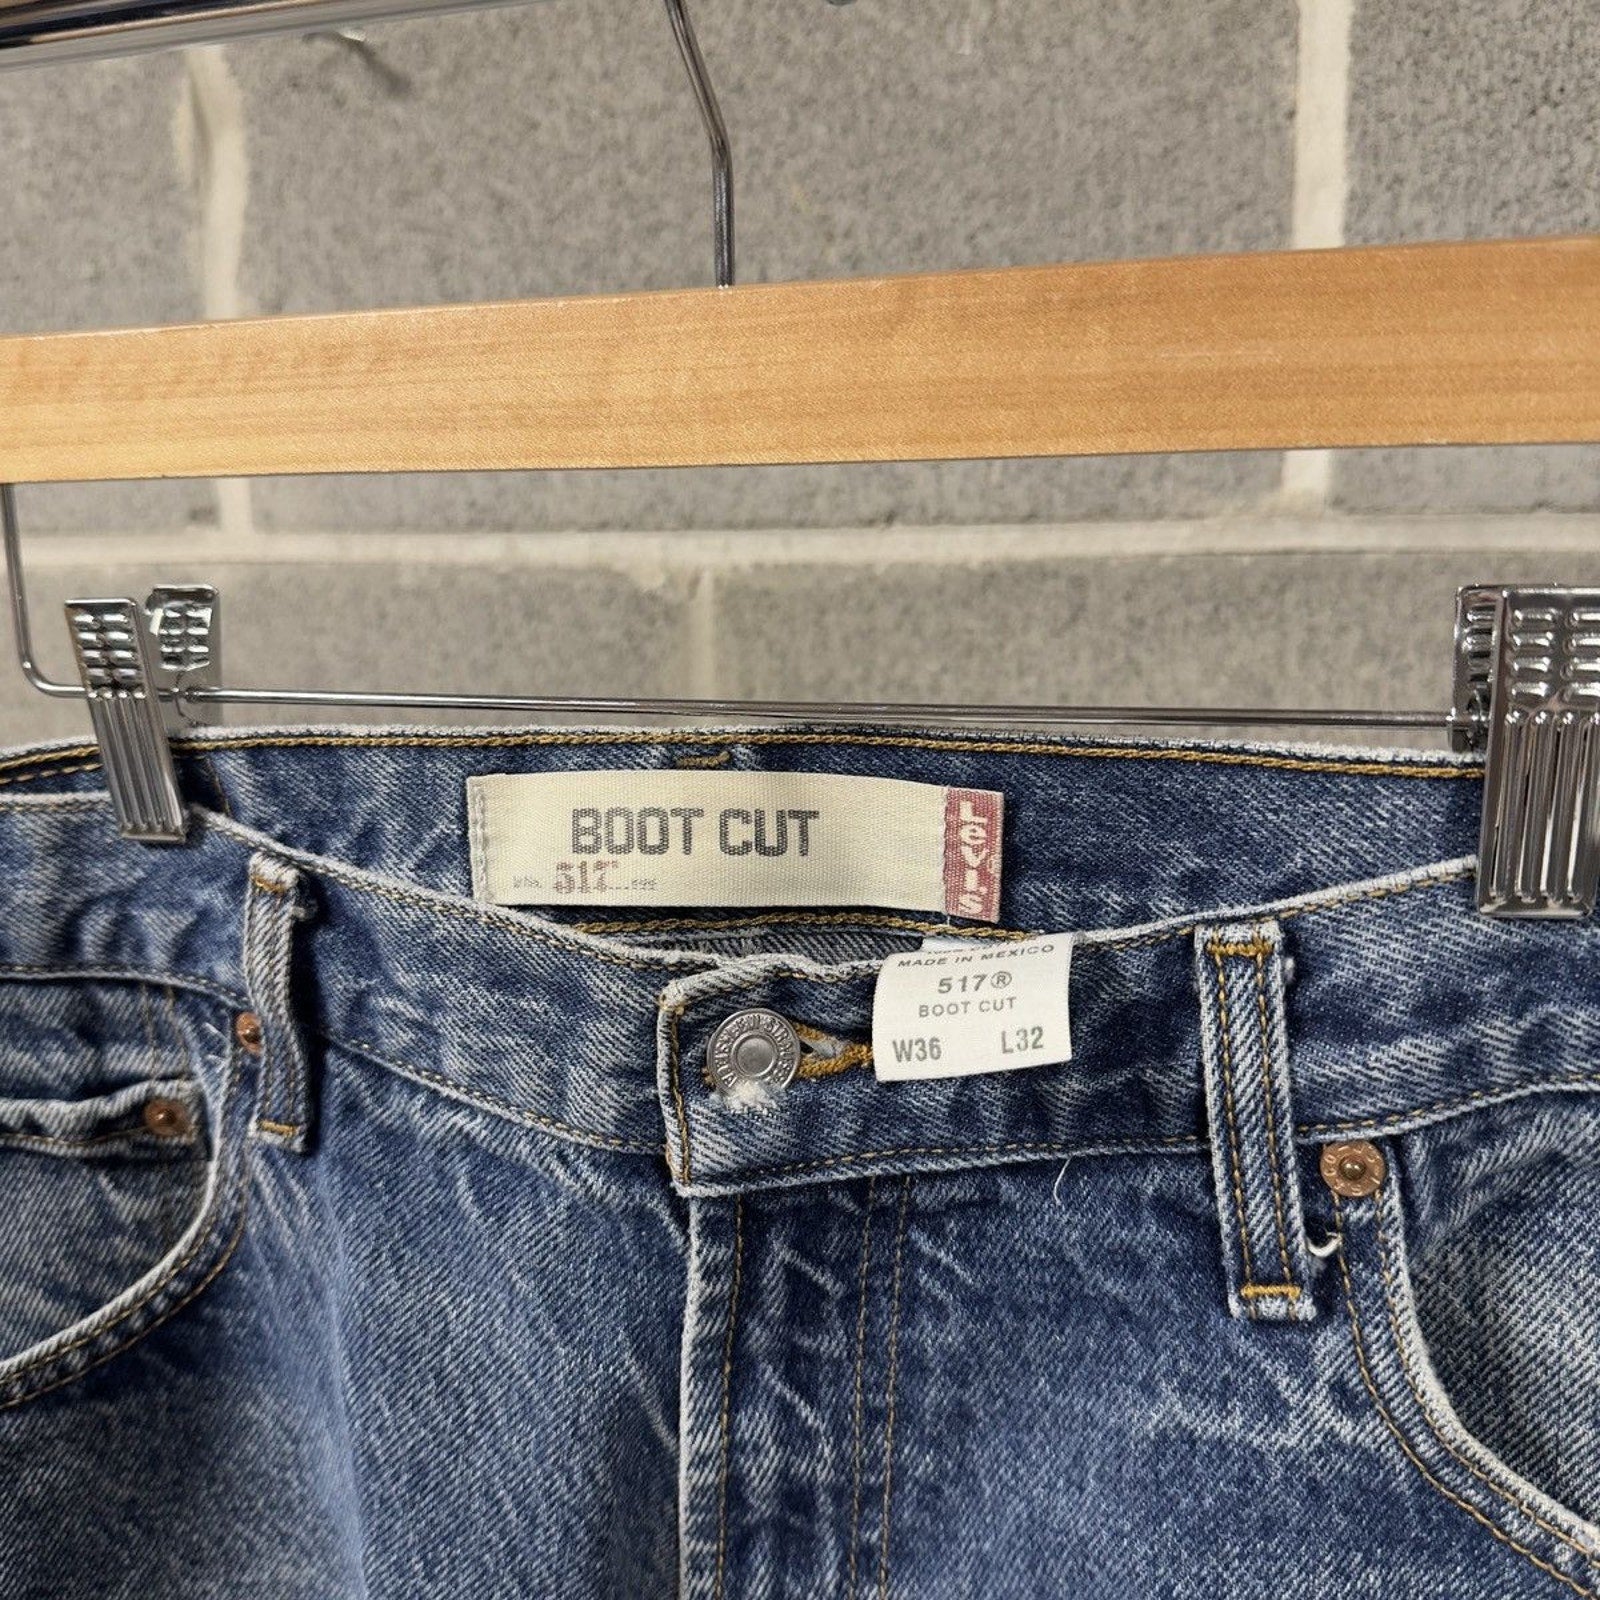 BOOT CUT
517
Levi's
MADE IN MEXICO
517®
BOOT CUT
W36 L32